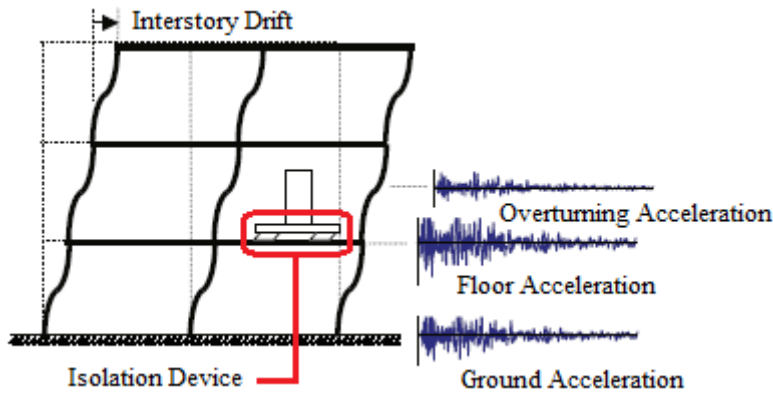 Interstory Drift
Overturning Acceleration
Floor Acceleration
Isolation Device
Ground Acceleration